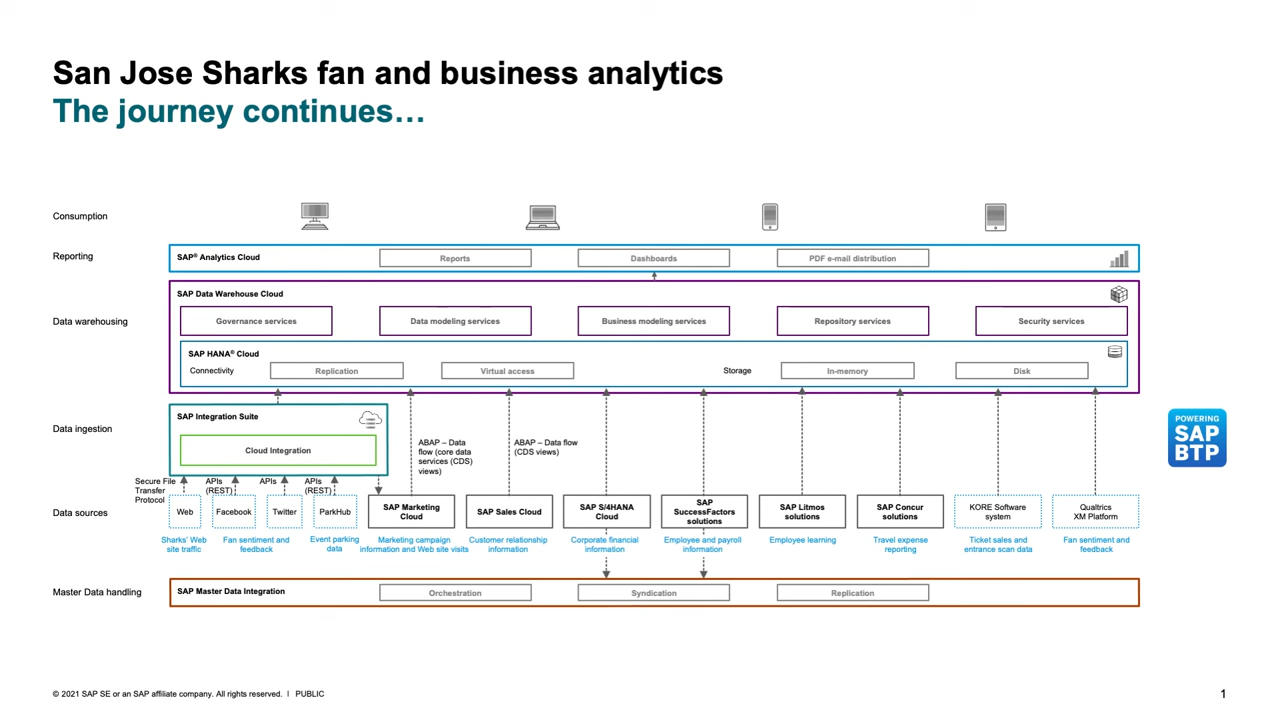 San Jose Sharks fan and business analytics
The journey continues…
Consumption
Reporting
SAP® Analytics Cloud
Reports
Dashboards
PDF e-mail distribution
SAP Data Warehouse Cloud
Data warehousing
Governance services
Data modeling services
Business modeling services
Repository services
Security services
SAP HANA® Cloud
Connectivity
Replication
Virtual access
Storage
In-memory
Disk
Data ingestion
SAP Integration Suite
Cloud Integration
ABAP – Data
flow (core data
services (CDS)
views)
ABAP – Data flow
(CDS views)
POWERING
SAP
BTP
Secure File
Transfer
Protocol
APIs
(REST)
APIs
APIs
(REST)
Data sources
Web
Facebook
Twitter
ParkHub
SAP Marketing
Cloud
SAP Sales Cloud
SAP S/4HANA
Cloud
SAP
SuccessFactors
solutions
SAP Litmos
solutions
SAP Concur
solutions
KORE Software
system
Qualtrics
XM Platform
Sharks' Web
site traffic
Fan sentiment and
feedback
Event parking
data
Marketing campaign
information and Web site visits
Customer relationship
information
Corporate financial
information
Employee and payroll
information
Employee learning
Travel expense
reporting
Ticket sales and
entrance scan data
Fan sentiment and
feedback
Master Data handling
SAP Master Data Integration
Orchestration
Syndication
Replication
© 2021 SAP SE or an SAP affiliate company. All rights reserved. | PUBLIC
1